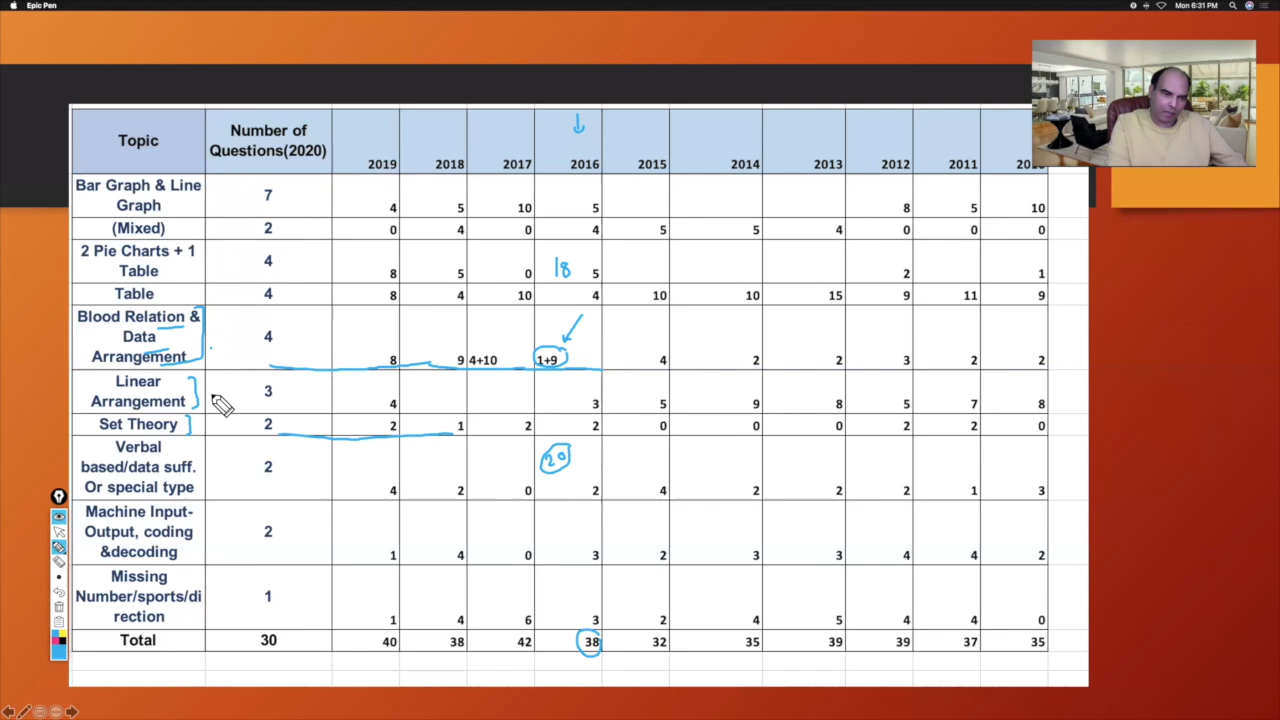 Epic Pen
Mon 6:31 PM
Topic
Number of
Questions(2020)
2019 2018 2017 2016 2015 2014 2013 2012 2011
Bar Graph & Line
Graph
7 4 5 10 5 8 5 10
(Mixed) 2 0 4 0 4 5 5 4 0 0 0
2 Pie Charts + 1
Table
4 8 5 0 18 5 2 1
Table 4 8 4 10 4 10 10 15 9 11 9
Blood Relation &
Data
Arrangement
4 8 9 4+10 1+9 4 2 2 3 2 2
Linear
Arrangement
3 4 3 5 9 8 5 7 8
Set Theory 2 2 1 2 2 0 0 0 2 2 0
20
Verbal
based/data suff.
Or special type
2 4 2 0 2 4 2 2 2 1 3
Machine Input-
Output, coding
&decoding
2 1 4 0 3 2 3 3 4 4 2
Missing
Number/sports/di
rection
1 1 4 6 3 2 4 5 4 4 0
Total 30 40 38 42 38 32 35 39 39 37 35